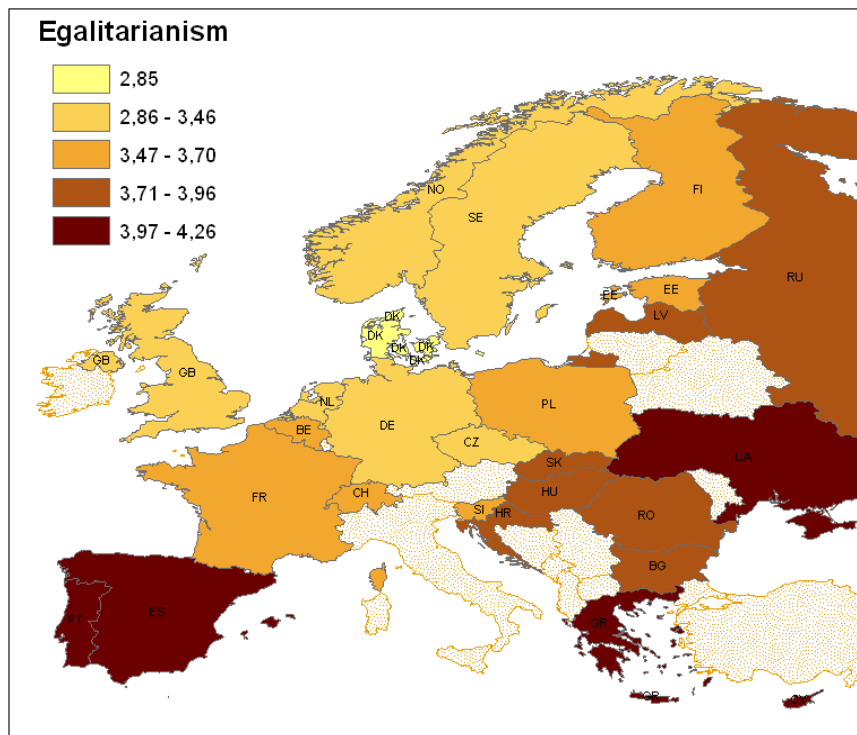 Egalitarianism
2,85
2,86 - 3,46
3,47 - 3,70
3,71 - 3,96
3,97 - 4,26
NO
SE
FI
RU
EE
EE
LV
DK
DK
DK
DK
DK
GB
GB
NL
BE
DE
PL
CZ
SK
UA
FR
CH
HU
SI
HR
RO
BG
PT
ES
GR
GR
CY